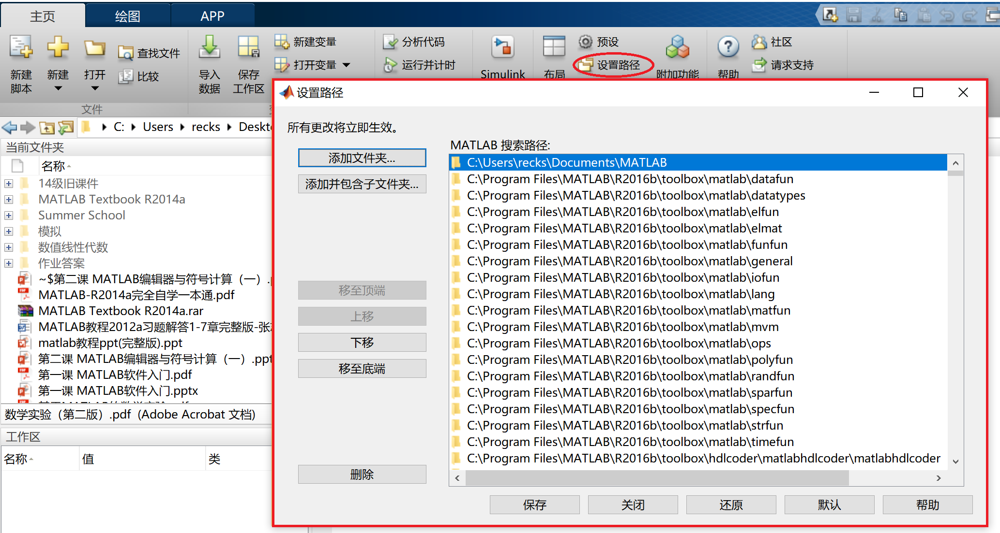 主页
绘图
APP
新建
脚本
新建
打开
查找文件
比较
导入
数据
保存
工作区
新建变量
打开变量
分析代码
运行并计时
Simulink
布局
预设
设置路径
附加功能
帮助
社区
请求支持
文件
C: Users recks Deskt
当前文件夹
名称
14级旧课件
MATLAB Textbook R2014a
Summer School
模拟
数值线性代数
作业答案
~$第二课 MATLAB编辑器与符号计算（一）.
MATLAB-R2014a完全自学一本通.pdf
MATLAB Textbook R2014a.rar
MATLAB教程2012a习题解答1-7章完整版-张
matlab教程ppt(完整版).ppt
第二课 MATLAB编辑器与符号计算（一）.ppt
第一课 MATLAB软件入门.pdf
第一课 MATLAB软件入门.pptx
数学实验（第二版）.pdf (Adobe Acrobat 文档)
工作区
名称 值 类
设置路径
所有更改将立即生效。
MATLAB 搜索路径:
添加文件夹...
添加并包含子文件夹...
移至顶端
上移
下移
移至底端
删除
C:\Users\recks\Documents\MATLAB
C:\Program Files\MATLAB\R2016b\toolbox\matlab\datafun
C:\Program Files\MATLAB\R2016b\toolbox\matlab\datatypes
C:\Program Files\MATLAB\R2016b\toolbox\matlab\elfun
C:\Program Files\MATLAB\R2016b\toolbox\matlab\elmat
C:\Program Files\MATLAB\R2016b\toolbox\matlab\funfun
C:\Program Files\MATLAB\R2016b\toolbox\matlab\general
C:\Program Files\MATLAB\R2016b\toolbox\matlab\iofun
C:\Program Files\MATLAB\R2016b\toolbox\matlab\lang
C:\Program Files\MATLAB\R2016b\toolbox\matlab\matfun
C:\Program Files\MATLAB\R2016b\toolbox\matlab\mvm
C:\Program Files\MATLAB\R2016b\toolbox\matlab\ops
C:\Program Files\MATLAB\R2016b\toolbox\matlab\polyfun
C:\Program Files\MATLAB\R2016b\toolbox\matlab\randfun
C:\Program Files\MATLAB\R2016b\toolbox\matlab\sparfun
C:\Program Files\MATLAB\R2016b\toolbox\matlab\specfun
C:\Program Files\MATLAB\R2016b\toolbox\matlab\strfun
C:\Program Files\MATLAB\R2016b\toolbox\matlab\timefun
C:\Program Files\MATLAB\R2016b\toolbox\hdlcoder\matlabhdlcoder\matlabhdlcoder
保存
关闭
还原
默认
帮助